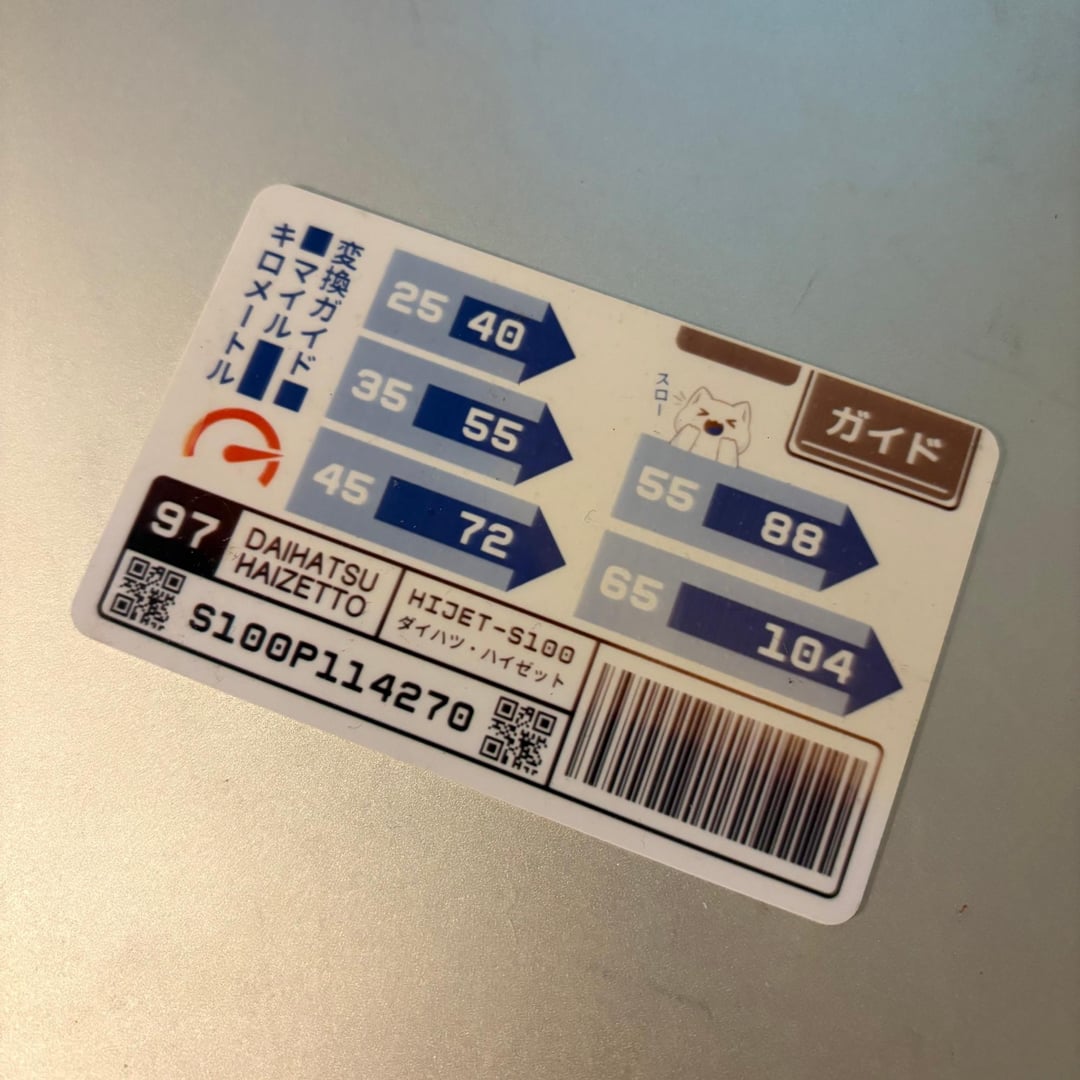 変換ガイド
マイル
キロメートル
25 40
35 55
45 72
スロー
ガイド
55 88
65 104
97
DAIHATSU
HAIZETTO
HIJET-S100
ダイハツ・ハイゼット
S100P114270